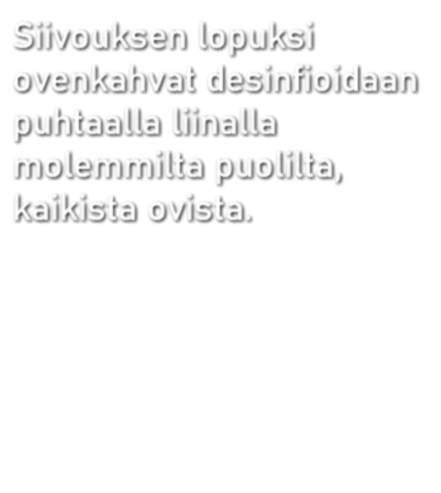 Siivouksen lopuksi
ovenkahvat desinfioidaan
puhtaalla liinalla
molemmilta puolilta,
kaikista ovista.